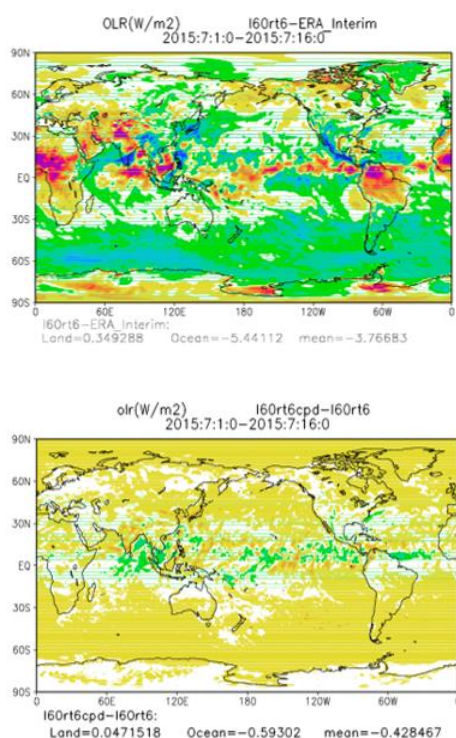 OLR(W/m2) I60rt6-ERA_Interim
2015:7:1:0-2015:7:16:0
90N
60N
30N
EQ
30S
60S
90S
0 60E 120E 180 120W 60W 0
I60rt6-ERA_Interim:
Land=0.349288 Ocean=-5.44112 mean=-3.76683
olr(W/m2) I60rt6cpd-I60rt6
2015:7:1:0-2015:7:16:0
90N
60N
30N
EQ
30S
60S
90S
0 60E 120E 180 120W 60W 0
I60rt6cpd-I60rt6:
Land=0.0471518 Ocean=-0.59302 mean=-0.428467